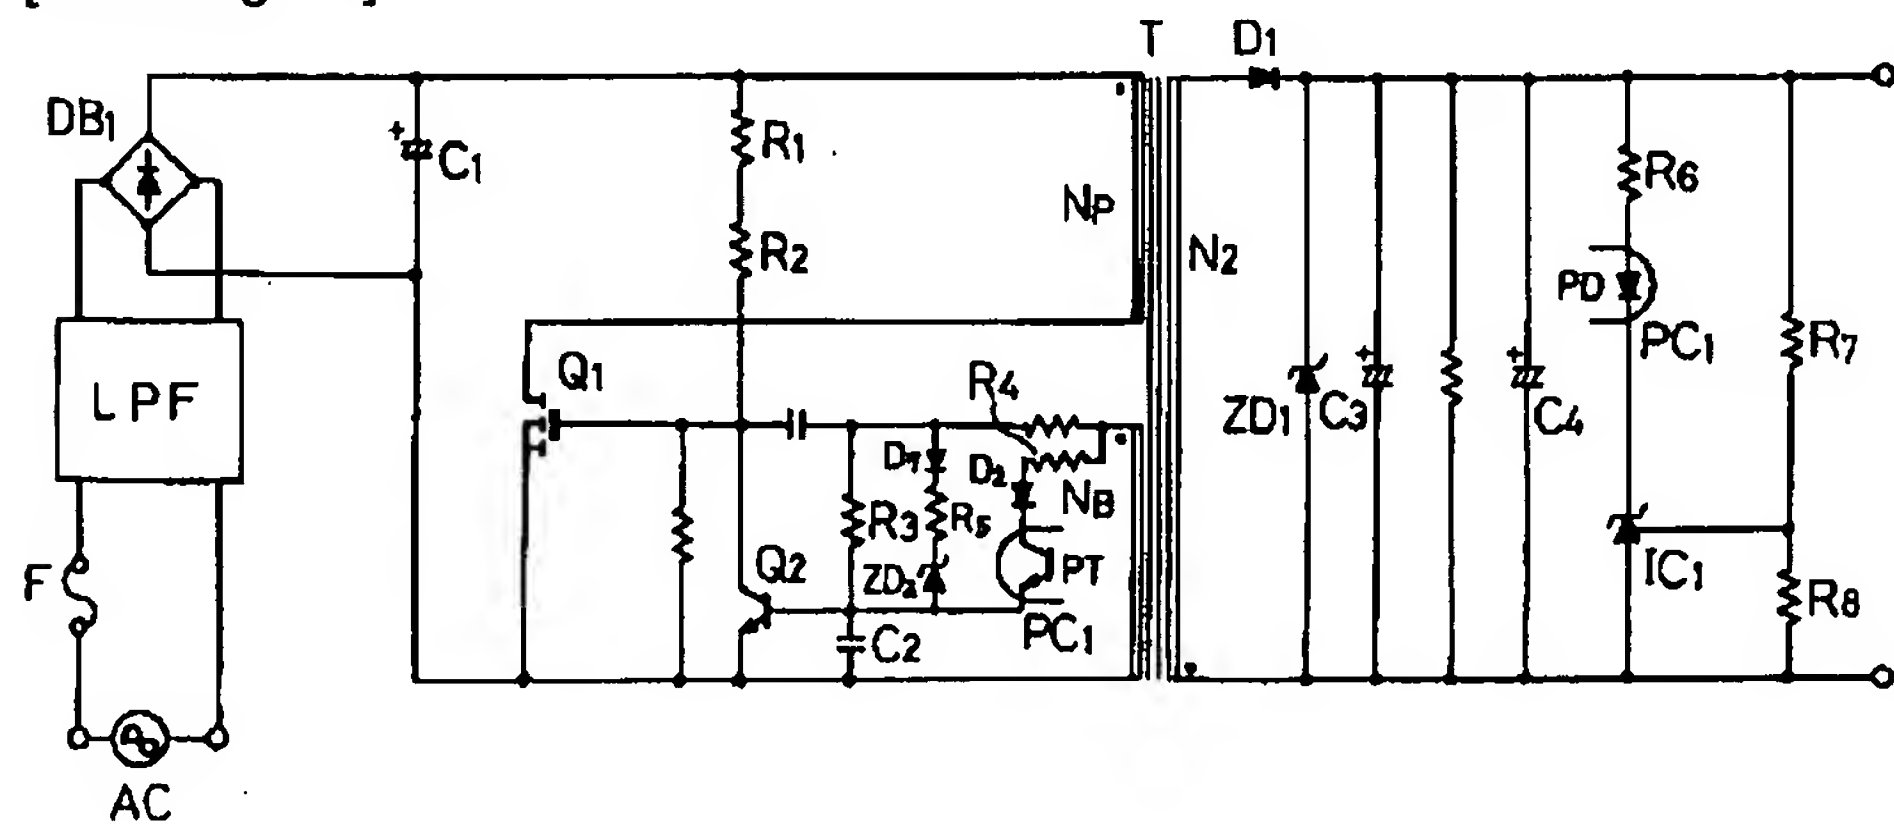 T
D1
DB1
+
C1
R1
R2
NP
N2
R6
PD
PC1
R7
LPF
Q1
R4
ZD1
+
C3
+
C4
D1
D2
NB
R3
R5
Q2
ZD2
PT
PC1
IC1
R8
C2
F
AC